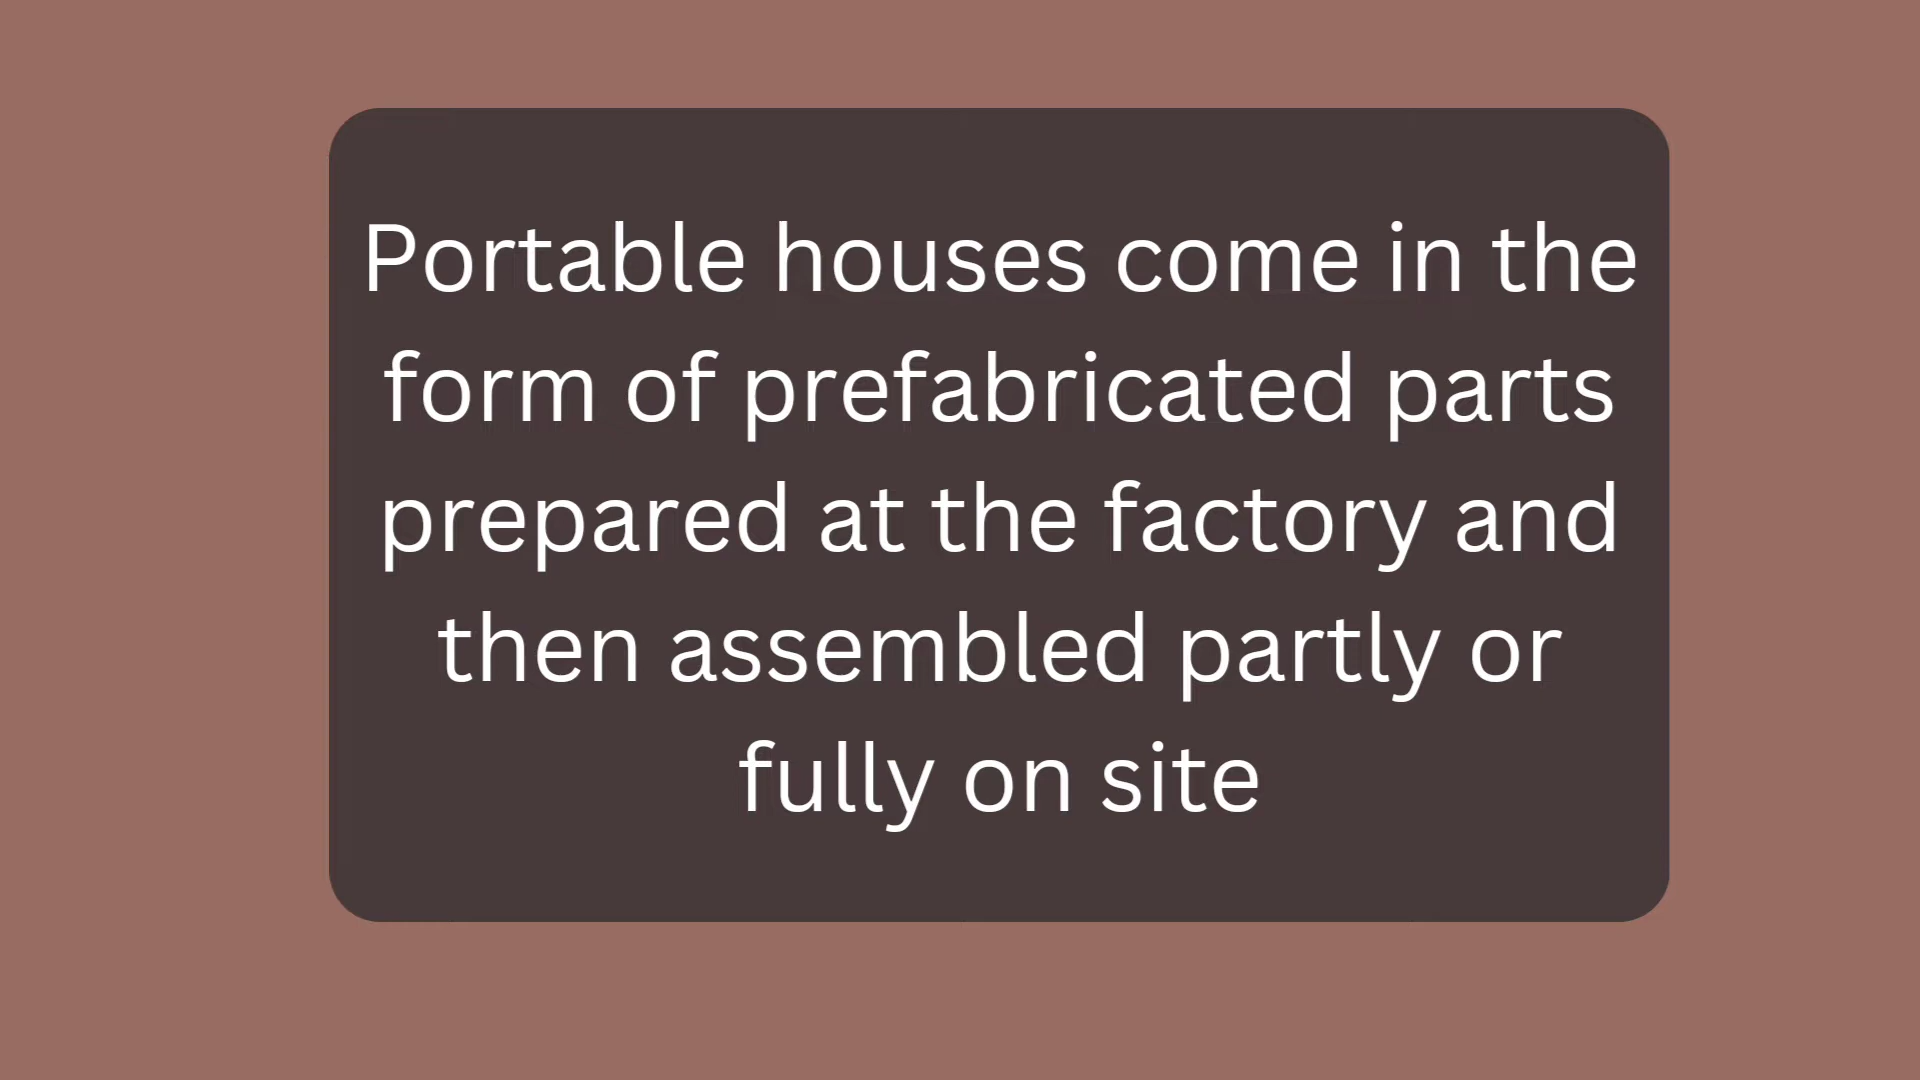 Portable houses come in the
form of prefabricated parts
prepared at the factory and
then assembled partly or
fully on site